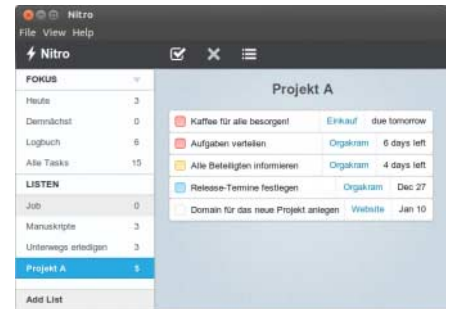 Nitro
File View Help
Nitro
FOKUS
Heute 3
Demnächst 0
Logbuch 6
Alle Tasks 15
LISTEN
Job 0
Manuskripte 3
Unterwegs erledigen 3
Projekt A 5
Add List
Projekt A
Kaffee für alle besorgen! Einkauf due tomorrow
Aufgaben verteilen Orgakram 6 days left
Alle Beteiligten informieren Orgakram 4 days left
Release-Termine festlegen Orgakram Dec 27
Domain für das neue Projekt anlegen Website Jan 10